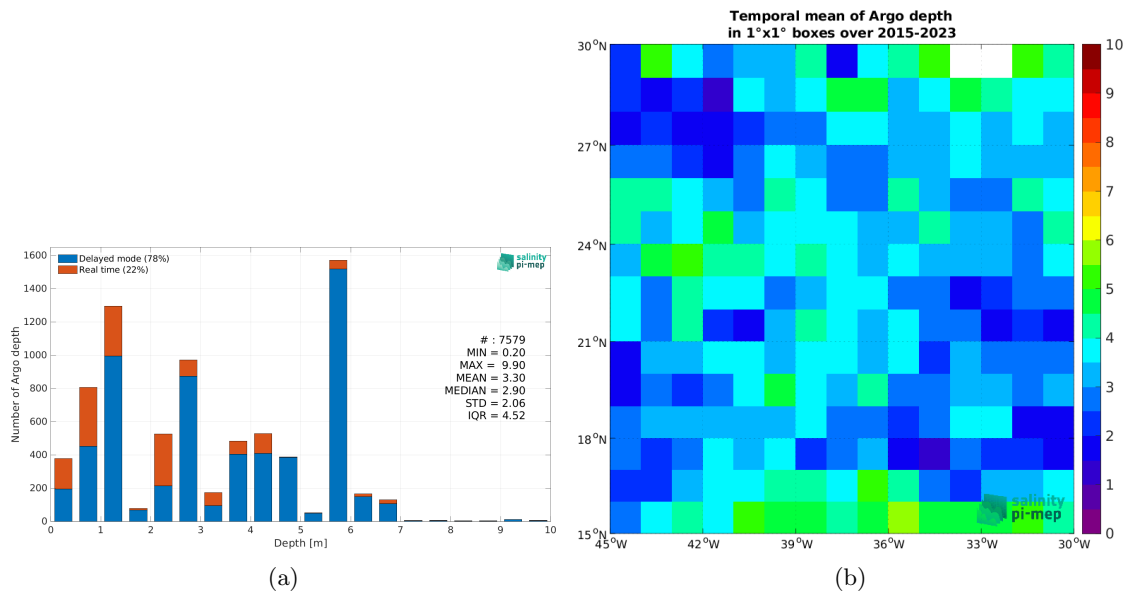 Temporal mean of Argo depth
in 1°x1° boxes over 2015-2023
1600
1400
1200
1000
800
600
400
200
0
Number of Argo depth
Delayed mode (78%)
Real time (22%)
salinity
pi-mep
# : 7579
MIN = 0.20
MAX = 9.90
MEAN = 3.30
MEDIAN = 2.90
STD = 2.06
IQR = 4.52
0 1 2 3 4 5 6 7 8 9 10
Depth [m]
(a)
30°N
27°N
24°N
21°N
18°N
15°N
45°W 42°W 39°W 36°W 33°W 30°W
salinity
pi-mep
10
9
8
7
6
5
4
3
2
1
0
(b)